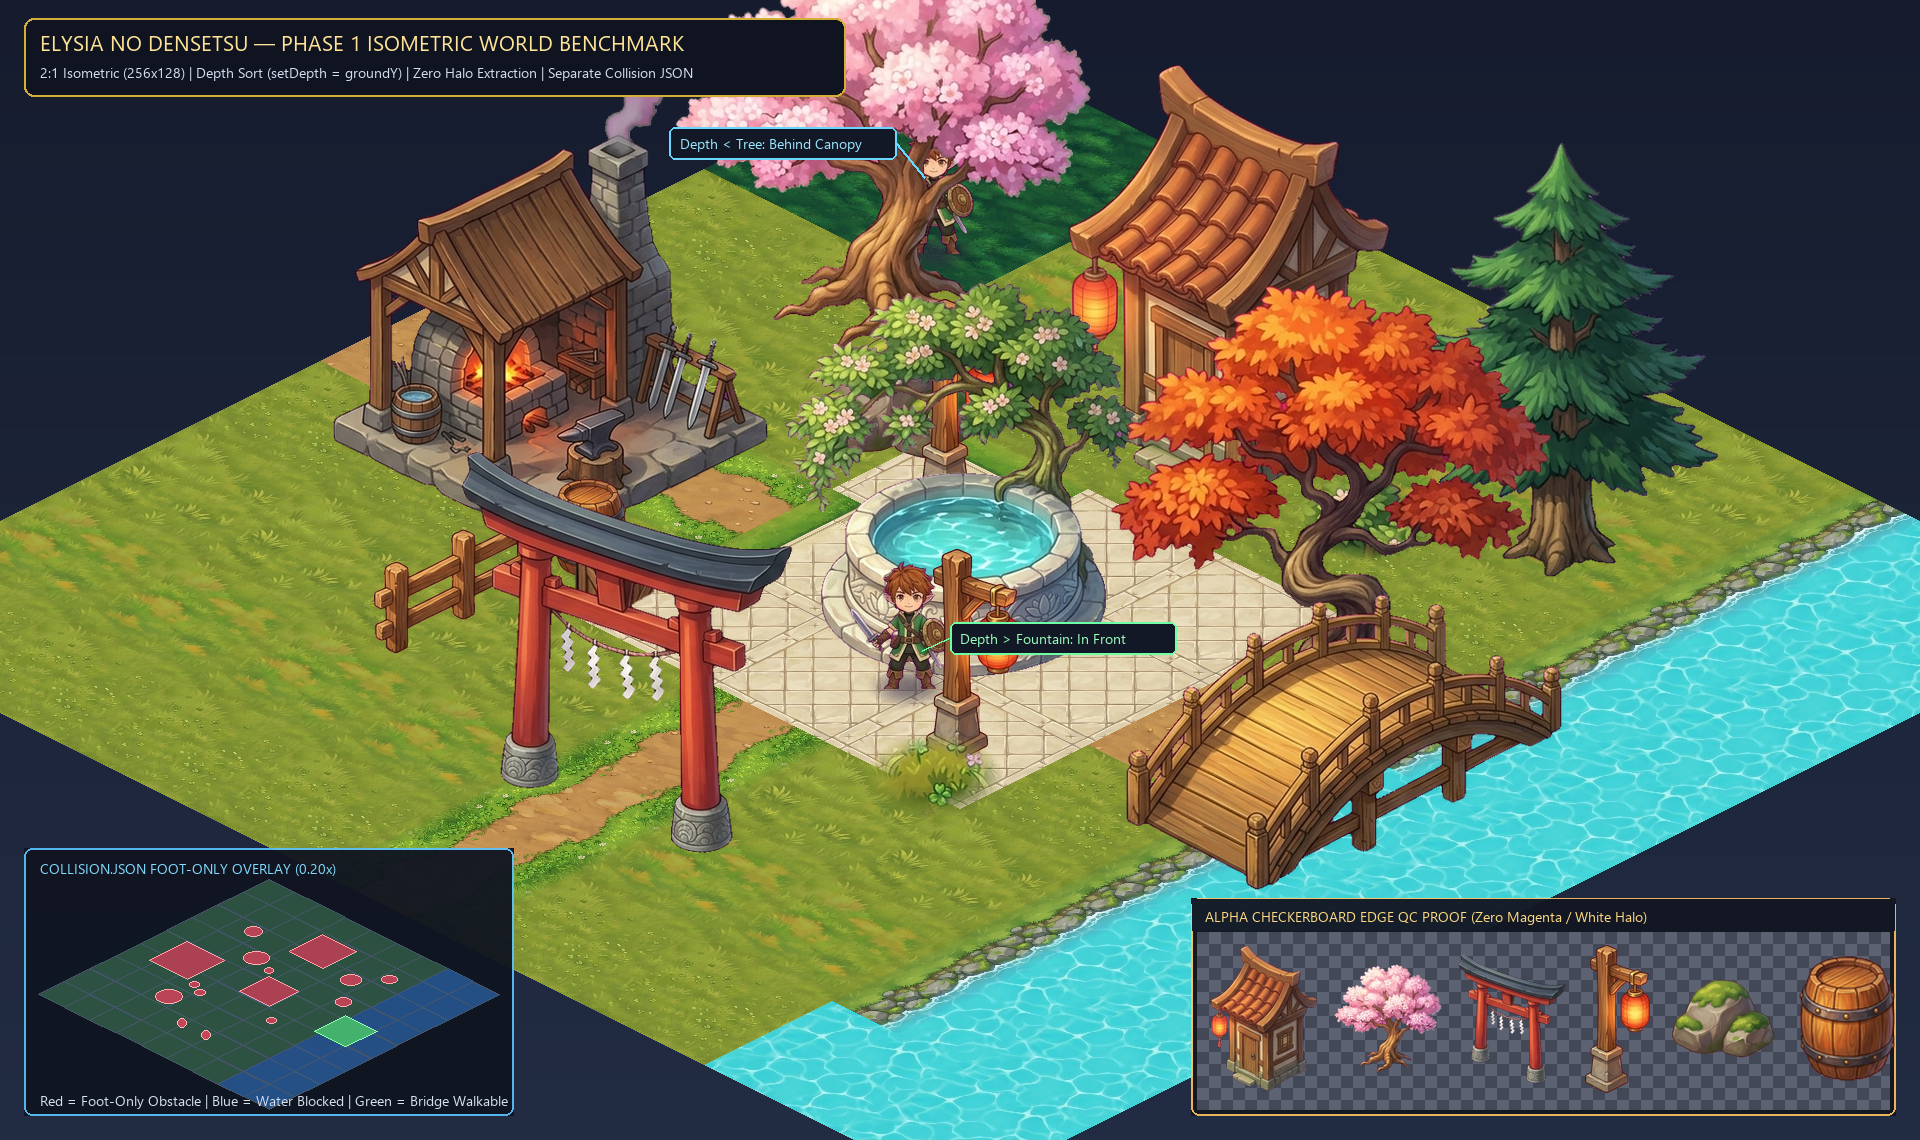 ELYSIA NO DENSETSU — PHASE 1 ISOMETRIC WORLD BENCHMARK
2:1 Isometric (256x128) | Depth Sort (setDepth = groundY) | Zero Halo Extraction | Separate Collision JSON
Depth < Tree: Behind Canopy
Depth > Fountain: In Front
COLLISION.JSON FOOT-ONLY OVERLAY (0.20x)
Red = Foot-Only Obstacle | Blue = Water Blocked | Green = Bridge Walkable
ALPHA CHECKERBOARD EDGE QC PROOF (Zero Magenta / White Halo)